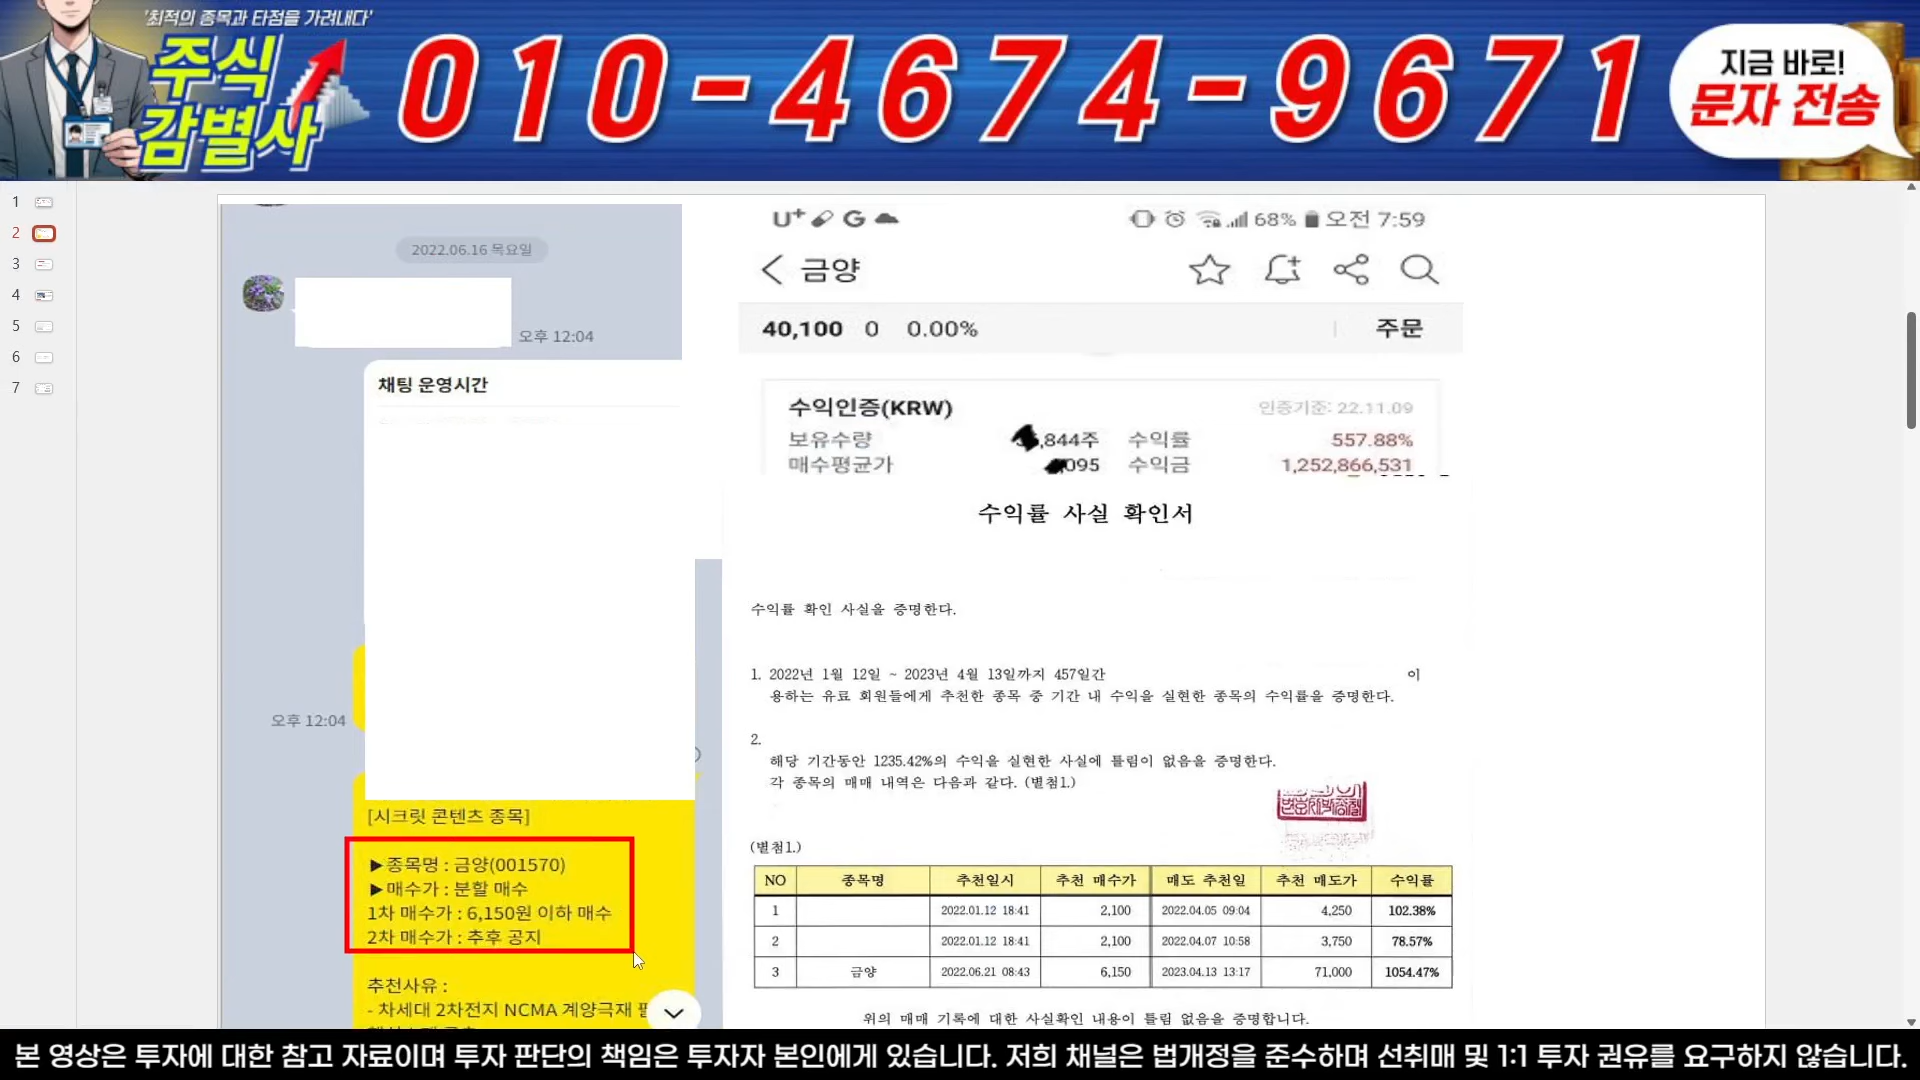 '최적의 종목과 타점을 가려내다'
주식
감별사
010-4674-9671
지금 바로!
문자 전송
1
2
3
4
5
6
7
2022.06.16 목요일
오후 12:04
채팅 운영시간
오후 12:04
[시크릿 콘텐츠 종목]
▶종목명 : 금양(001570)
▶매수가 : 분할 매수
1차 매수가 : 6,150원 이하 매수
2차 매수가 : 추후 공지
추천사유 :
- 차세대 2차전지 NCMA 계양극재
U+ G 68% 오전 7:59
금양
40,100 0 0.00% 주문
수익인증(KRW) 인증기준: 22.11.09
보유수량 ,844주 수익률 557.88%
매수평균가 095 수익금 1,252,866,531
수익률 사실 확인서
수익률 확인 사실을 증명한다.
1. 2022년 1월 12일 ~ 2023년 4월 13일까지 457일간 이
용하는 유료 회원들에게 추천한 종목 중 기간 내 수익을 실현한 종목의 수익률을 증명한다.
2.
해당 기간동안 1235.42%의 수익을 실현한 사실에 틀림이 없음을 증명한다.
각 종목의 매매 내역은 다음과 같다. (별첨1.)
(별첨1.)
NO 종목명 추천일시 추천 매수가 매도 추천일 추천 매도가 수익률
1 2022.01.12 18:41 2,100 2022.04.05 09:04 4,250 102.38%
2 2022.01.12 18:41 2,100 2022.04.07 10:58 3,750 78.57%
3 금양 2022.06.21 08:43 6,150 2023.04.13 13:17 71,000 1054.47%
위의 매매 기록에 대한 사실확인 내용이 틀림 없음을 증명합니다.
본 영상은 투자에 대한 참고 자료이며 투자 판단의 책임은 투자자 본인에게 있습니다. 저희 채널은 법개정을 준수하며 선취매 및 1:1 투자 권유를 요구하지 않습니다.